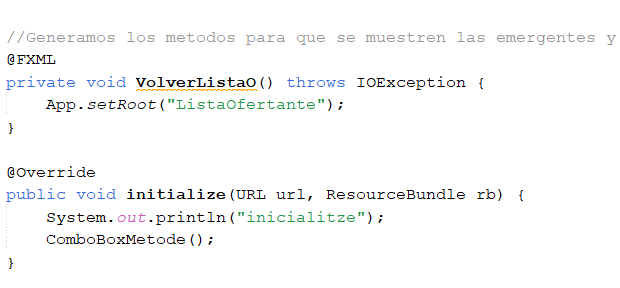 //Generamos los metodos para que se muestren las emergentes y
@FXML
private void VolverListaO() throws IOException {
App.setRoot("ListaOfertante");
}
@Override
public void initialize(URL url, ResourceBundle rb) {
System.out.println("inicialitze");
ComboBoxMetode();
}